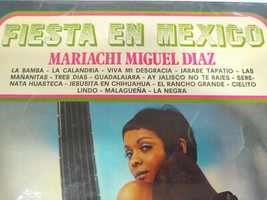 FIESTA EN MEXICO
MARIACHI MIGUEL DIAZ
LA BAMBA - LA CALANDRIA - VIVA MI DESGRACIA - JARABE TAPATIO - LAS
MAÑANITAS - TRES DIAS - GUADALAJARA - AY JALISCO NO TE RAJES - SERE-
NATA HUASTECA - JESUSITA EN CHIHUAHUA - EL RANCHO GRANDE - CIELITO
LINDO - MALAGUEÑA - LA NEGRA